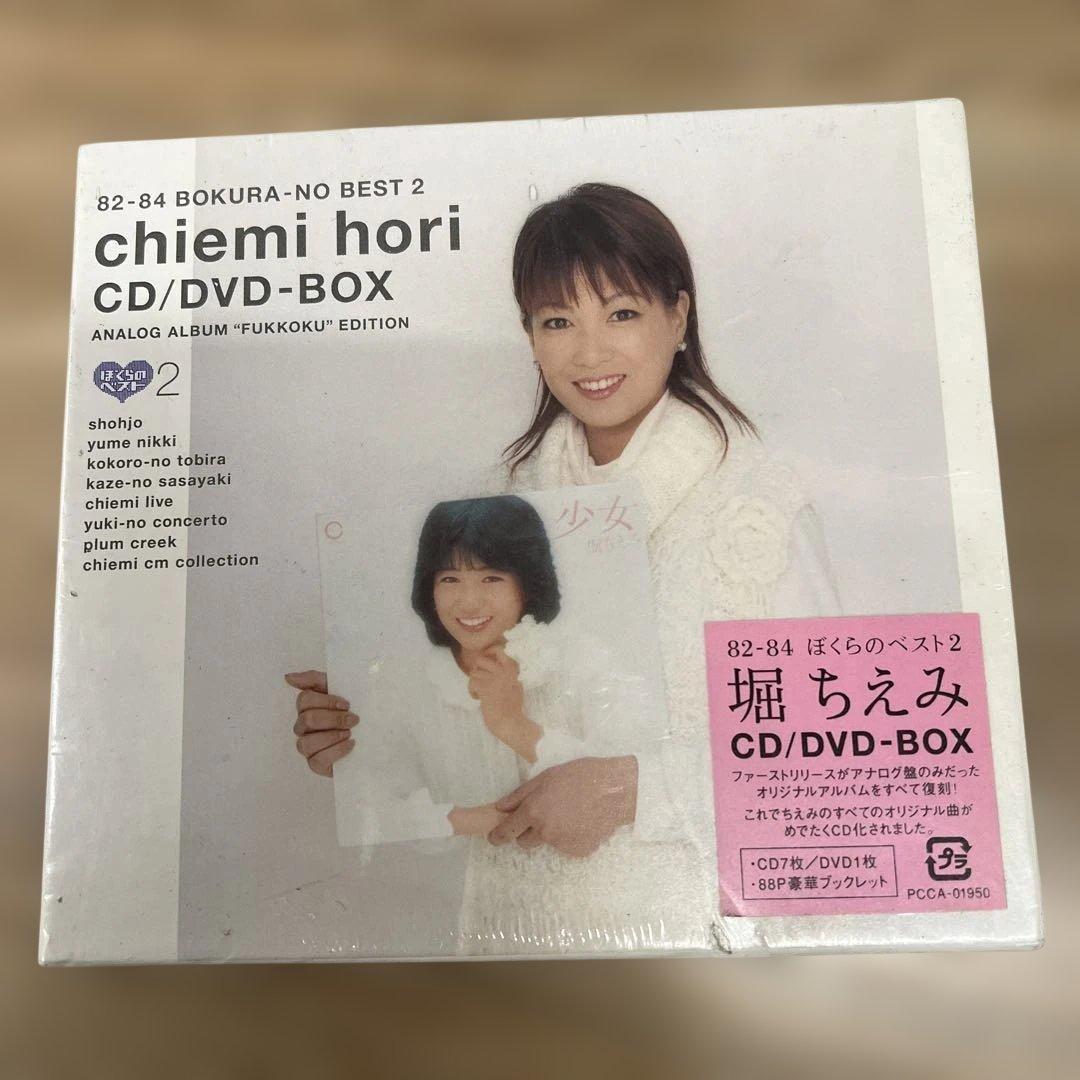 82-84 BOKURA-NO BEST 2
chiemi hori
CD/DVD-BOX
ANALOG ALBUM “FUKKOKU” EDITION
ぼくらの
ベスト 2
shohjo
yume nikki
kokoro-no tobira
kaze-no sasayaki
chiemi live
yuki-no concerto
plum creek
chiemi cm collection
少女
82-84 ぼくらのベスト2
堀 ちえみ
CD/DVD-BOX
ファーストリリースがアナログ盤のみだった
オリジナルアルバムをすべて復刻!
これでちえみのすべてのオリジナル曲が
めでたくCD化されました。
・CD7枚/DVD1枚
・88P豪華ブックレット
プラ
PCCA-01950